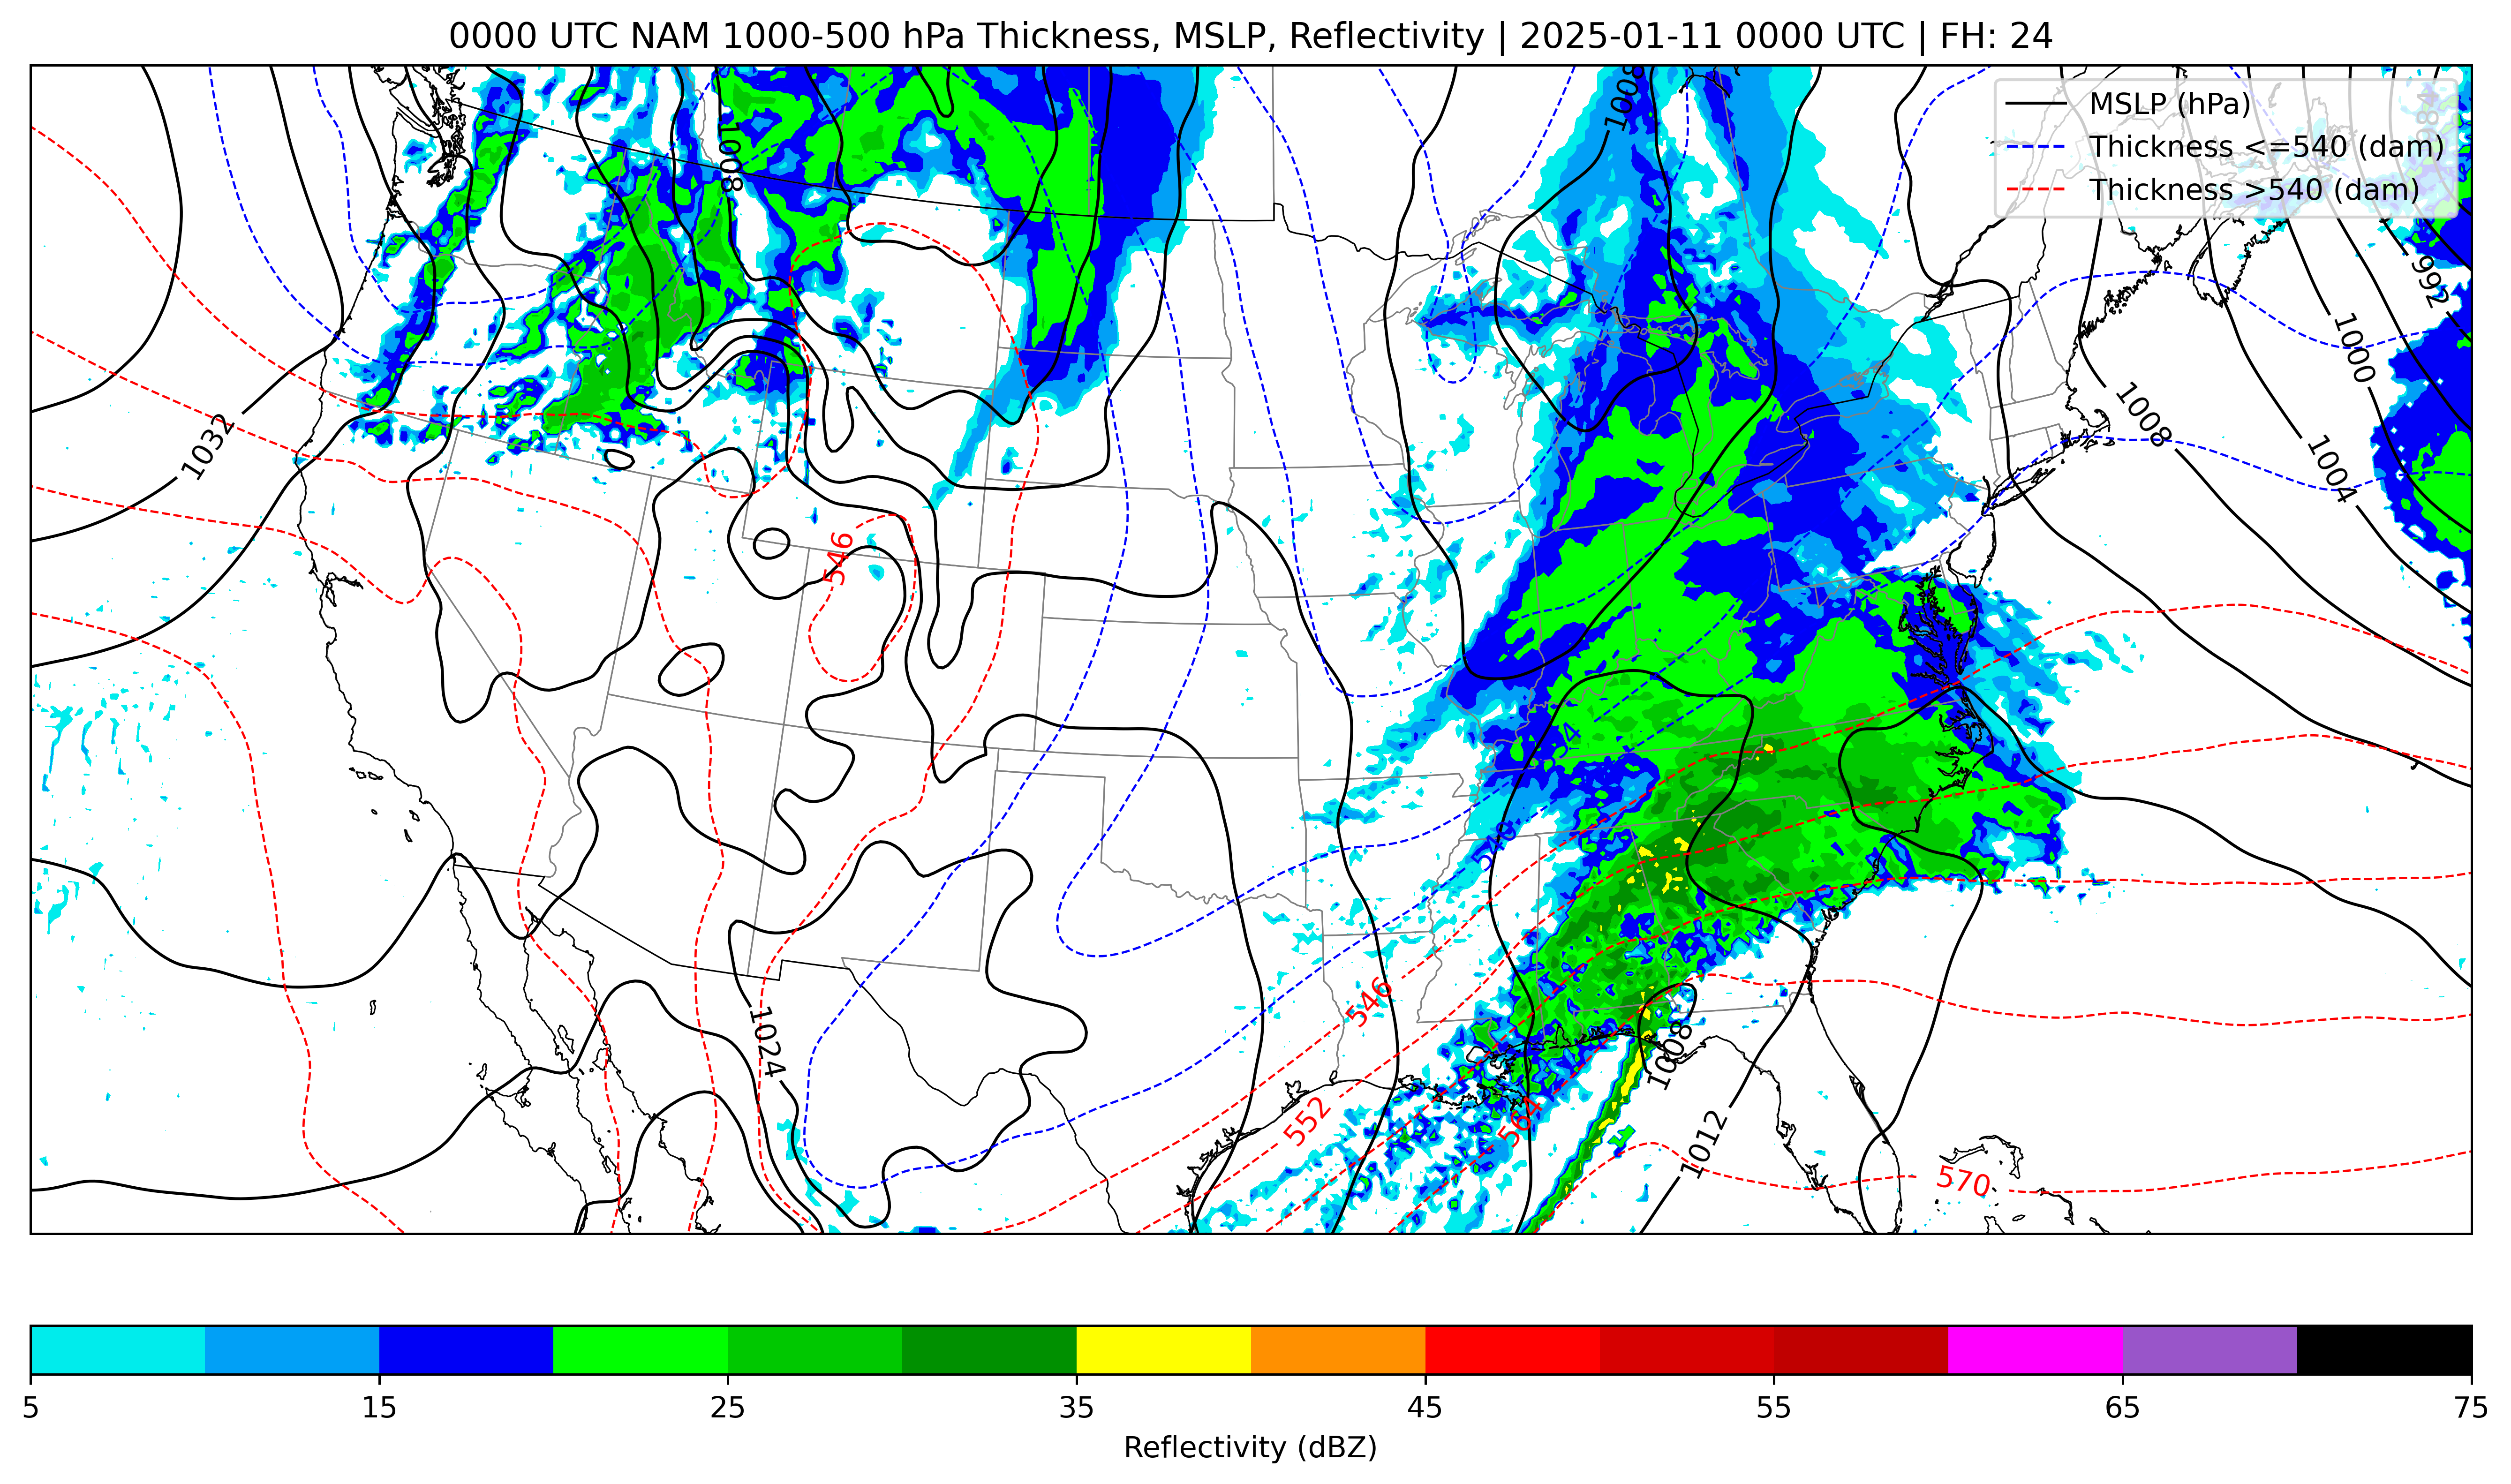 0000 UTC NAM 1000-500 hPa Thickness, MSLP, Reflectivity | 2025-01-11 0000 UTC | FH: 24
MSLP (hPa)
Thickness <=540 (dam)
Thickness >540 (dam)
1008
1008
984
992
1000
1008
1004
1032
546
540
546
1024
1008
552
564
1012
570
5 15 25 35 45 55 65 75
Reflectivity (dBZ)